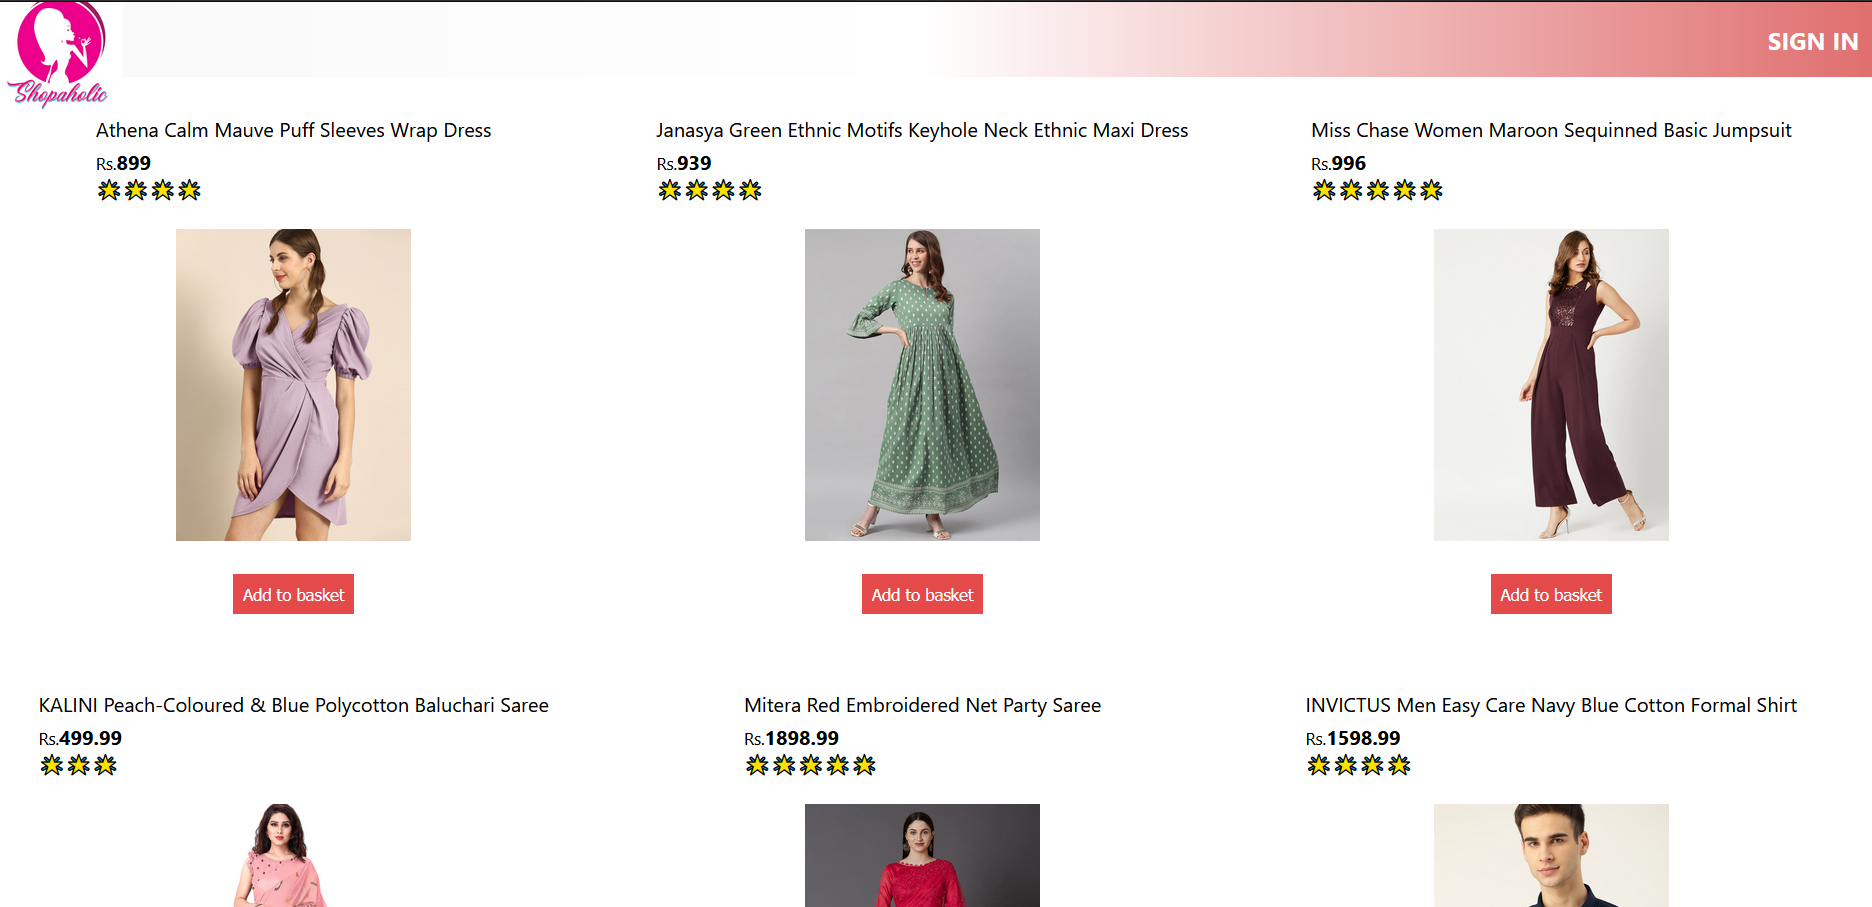 Shopaholic
SIGN IN
Athena Calm Mauve Puff Sleeves Wrap Dress
Rs.899
Janasya Green Ethnic Motifs Keyhole Neck Ethnic Maxi Dress
Rs.939
Miss Chase Women Maroon Sequinned Basic Jumpsuit
Rs.996
Add to basket
Add to basket
Add to basket
KALINI Peach-Coloured & Blue Polycotton Baluchari Saree
Rs.499.99
Mitera Red Embroidered Net Party Saree
Rs.1898.99
INVICTUS Men Easy Care Navy Blue Cotton Formal Shirt
Rs.1598.99